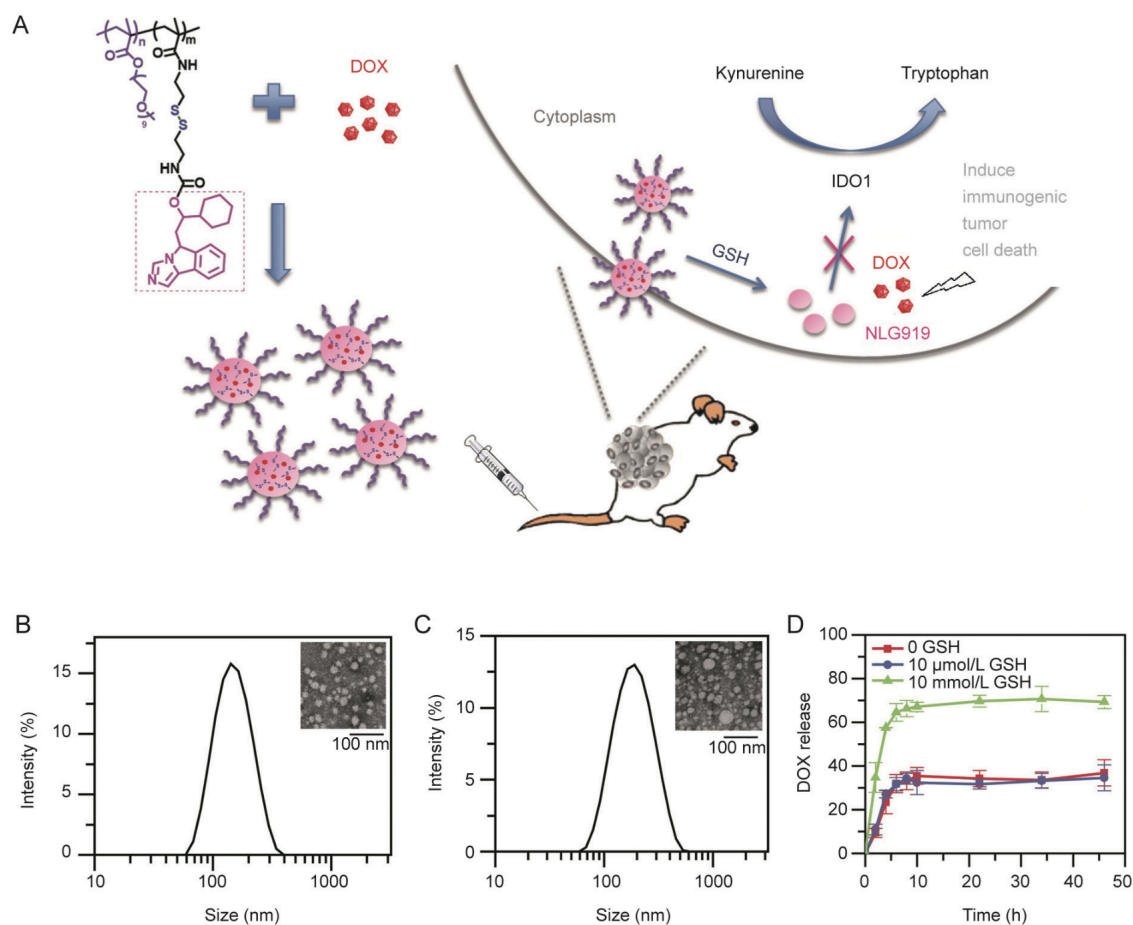 A
n
m
O
O
NH
O
9
S
S
NH
O
O
N
N
DOX
Cytoplasm
Kynurenine
Tryptophan
IDO1
GSH
DOX
NLG919
Induce
immunogenic
tumor
cell death
B
Intensity (%)
15
10
5
0
10
100
1000
Size (nm)
100 nm
C
Intensity (%)
15
10
5
0
10
100
1000
Size (nm)
100 nm
D
DOX release
100
80
60
40
20
0
0 GSH
10 μmol/L GSH
10 mmol/L GSH
0
10
20
30
40
50
Time (h)